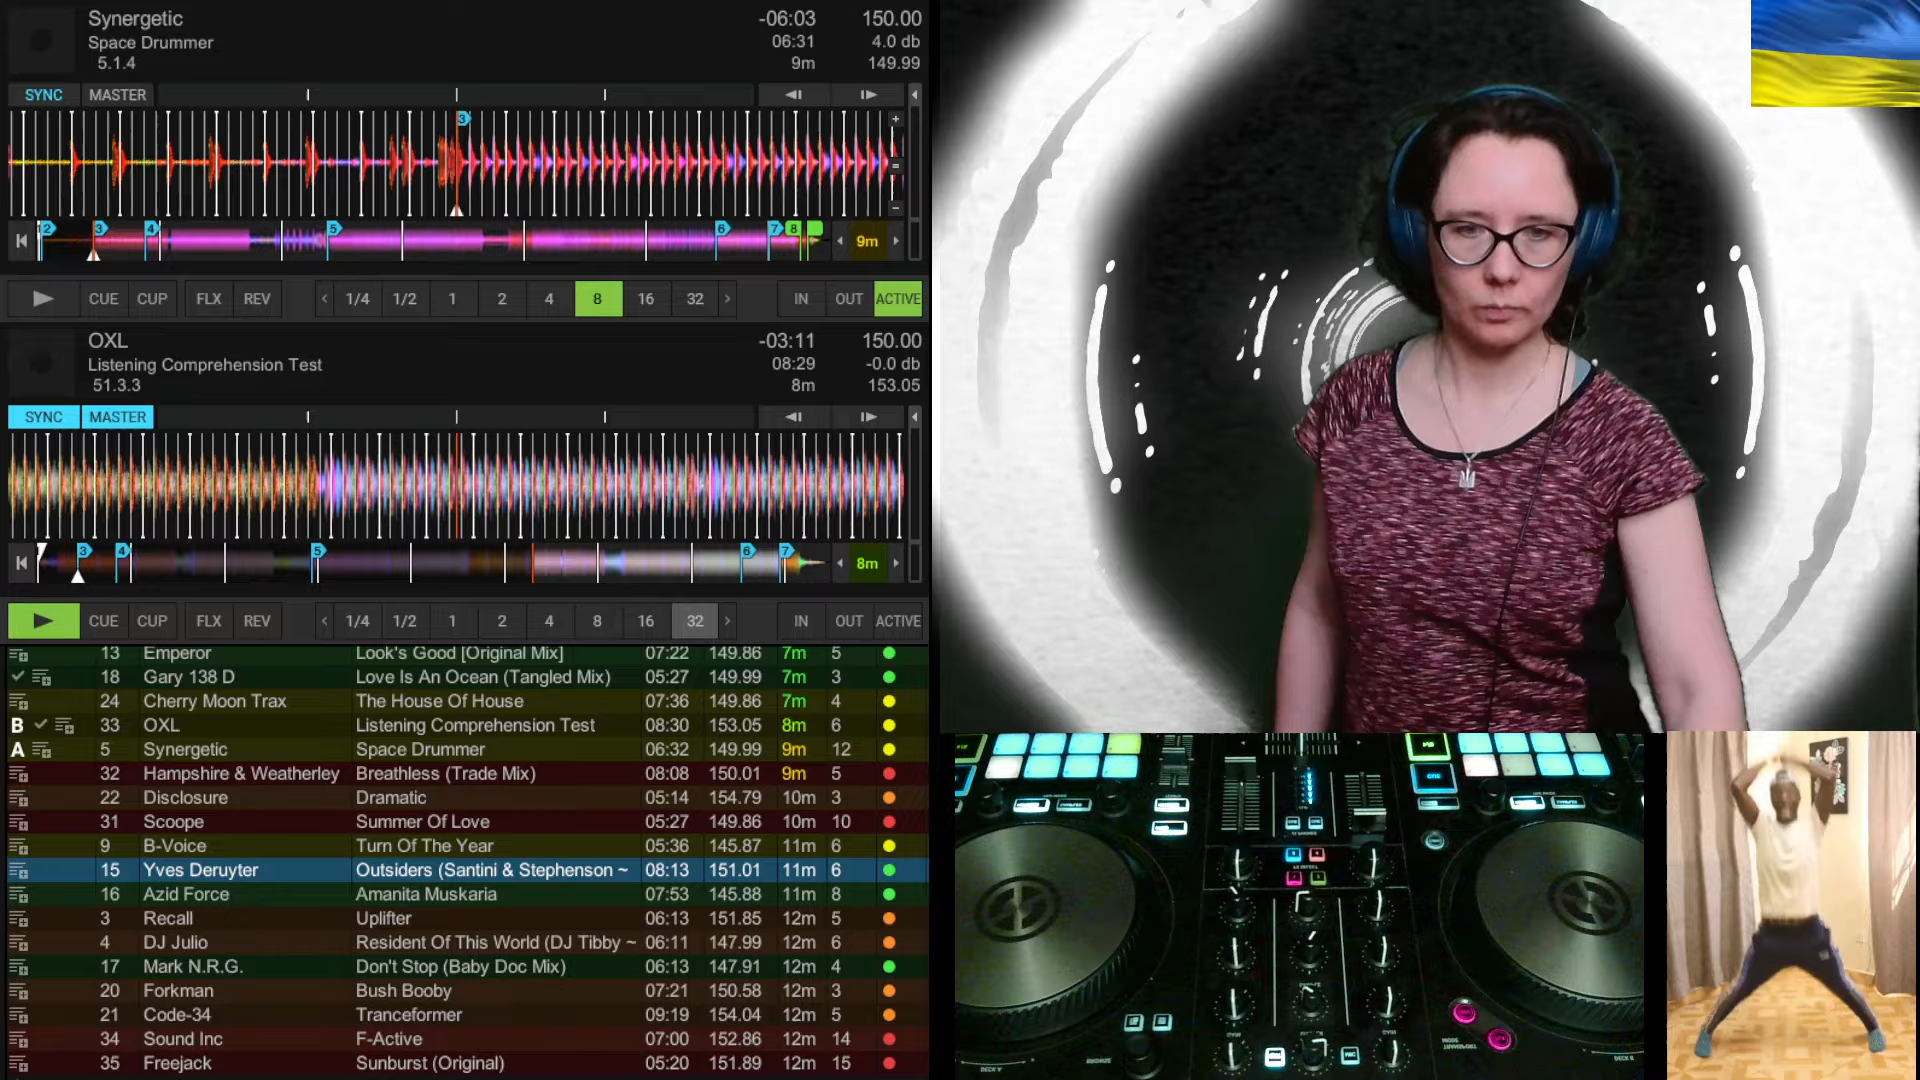 Synergetic -06:03 150.00
Space Drummer 06:31 4.0 db
5.1.4 9m 149.99
SYNC MASTER
3
2 3 4 5 6 7 8 9m
CUE CUP FLX REV 1/4 1/2 1 2 4 8 16 32 IN OUT ACTIVE
OXL -03:11 150.00
Listening Comprehension Test 08:29 -0.0 db
51.3.3 8m 153.05
SYNC MASTER
3 4 5 6 7 8m
CUE CUP FLX REV 1/4 1/2 1 2 4 8 16 32 IN OUT ACTIVE
13 Emperor Look's Good [Original Mix] 07:22 149.86 7m 5
18 Gary 138 D Love Is An Ocean (Tangled Mix) 05:27 149.99 7m 3
24 Cherry Moon Trax The House Of House 07:36 149.86 7m 4
B 33 OXL Listening Comprehension Test 08:30 153.05 8m 6
A 5 Synergetic Space Drummer 06:32 149.99 9m 12
32 Hampshire & Weatherley Breathless (Trade Mix) 08:08 150.01 9m 5
22 Disclosure Dramatic 05:14 154.79 10m 3
31 Scoope Summer Of Love 05:27 149.86 10m 10
9 B-Voice Turn Of The Year 05:36 145.87 11m 6
15 Yves Deruyter Outsiders (Santini & Stephenson ~ 08:13 151.01 11m 6
16 Azid Force Amanita Muskaria 07:53 145.88 11m 8
3 Recall Uplifter 06:13 151.85 12m 5
4 DJ Julio Resident Of This World (DJ Tibby ~ 06:11 147.99 12m 6
17 Mark N.R.G. Don't Stop (Baby Doc Mix) 06:13 147.91 12m 4
20 Forkman Bush Booby 07:21 150.58 12m 3
21 Code-34 Tranceformer 09:19 154.04 12m 5
34 Sound Inc F-Active 07:00 152.86 12m 14
35 Freejack Sunburst (Original) 05:20 151.89 12m 15